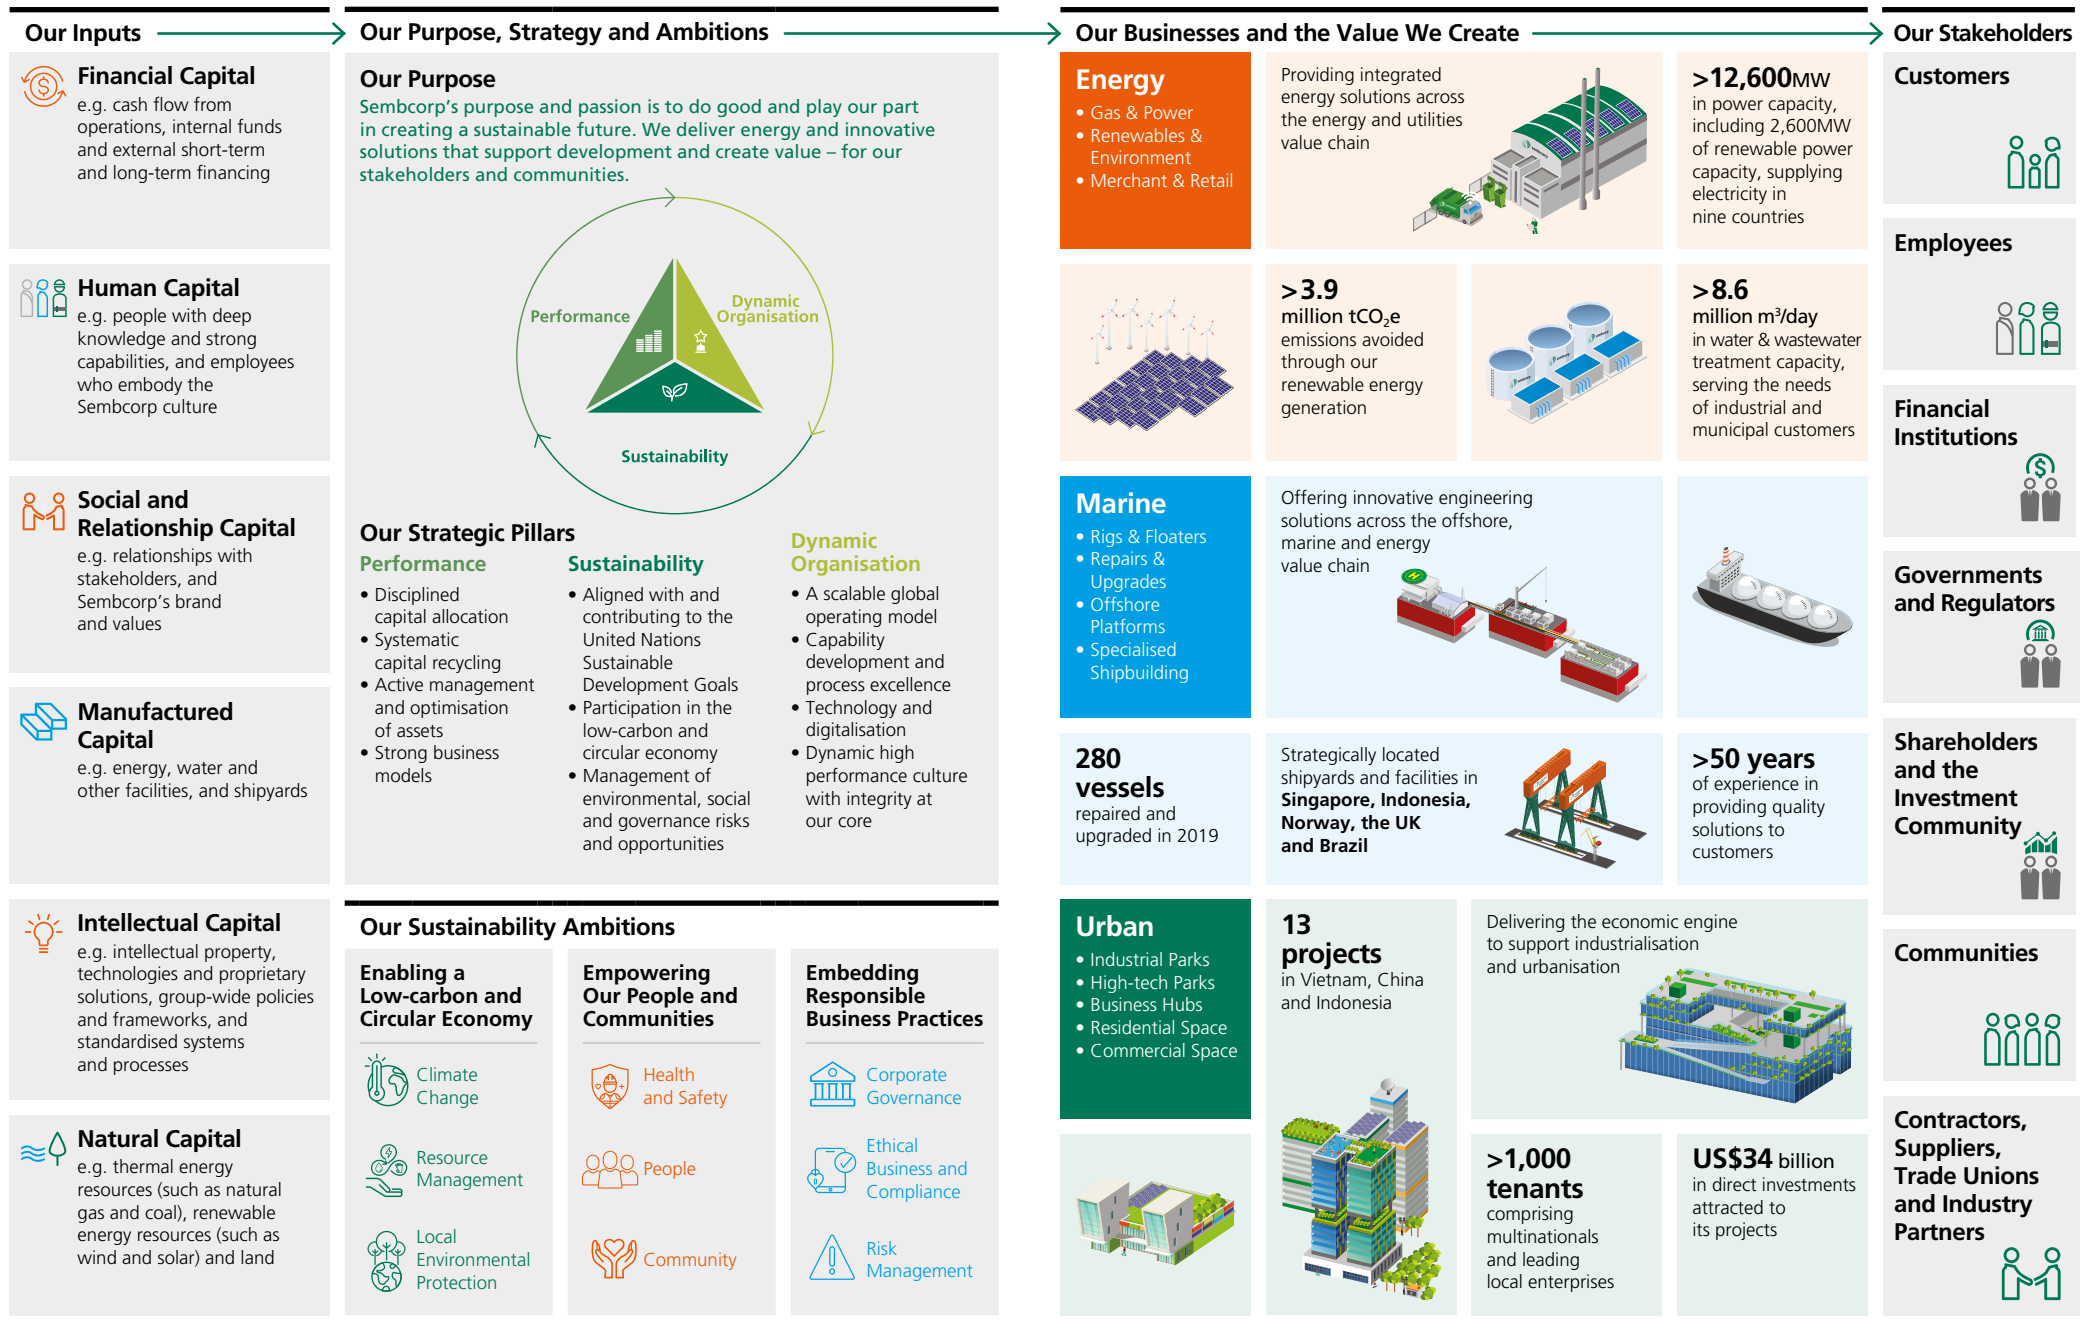 Our Inputs
Financial Capital
e.g. cash flow from
operations, internal funds
and external short-term
and long-term financing
Human Capital
e.g. people with deep
knowledge and strong
capabilities, and employees
who embody the
Sembcorp culture
Social and
Relationship Capital
e.g. relationships with
stakeholders, and
Sembcorp's brand
and values
Manufactured
Capital
e.g. energy, water and
other facilities, and shipyards
Intellectual Capital
e.g. intellectual property,
technologies and proprietary
solutions, group-wide policies
and frameworks, and
standardised systems
and processes
Natural Capital
e.g. thermal energy
resources (such as natural
gas and coal), renewable
energy resources (such as
wind and solar) and land
Our Purpose, Strategy and Ambitions
Our Purpose
Sembcorp's purpose and passion is to do good and play our part
in creating a sustainable future. We deliver energy and innovative
solutions that support development and create value – for our
stakeholders and communities.
Performance
Dynamic
Organisation
Sustainability
Our Strategic Pillars
Performance
• Disciplined
capital allocation
• Systematic
capital recycling
• Active management
and optimisation
of assets
• Strong business
models
Sustainability
• Aligned with and
contributing to the
United Nations
Sustainable
Development Goals
• Participation in the
low-carbon and
circular economy
• Management of
environmental, social
and governance risks
and opportunities
Dynamic
Organisation
• A scalable global
operating model
• Capability
development and
process excellence
• Technology and
digitalisation
• Dynamic high
performance culture
with integrity at
our core
Our Sustainability Ambitions
Enabling a
Low-carbon and
Circular Economy
Climate
Change
Resource
Management
Local
Environmental
Protection
Empowering
Our People and
Communities
Health
and Safety
People
Community
Embedding
Responsible
Business Practices
Corporate
Governance
Ethical
Business and
Compliance
Risk
Management
Our Businesses and the Value We Create
Energy
• Gas & Power
• Renewables &
Environment
• Merchant & Retail
Providing integrated
energy solutions across
the energy and utilities
value chain
>12,600MW
in power capacity,
including 2,600MW
of renewable power
capacity, supplying
electricity in
nine countries
>3.9
million tCO₂e
emissions avoided
through our
renewable energy
generation
>8.6
million m³/day
in water & wastewater
treatment capacity,
serving the needs
of industrial and
municipal customers
Marine
• Rigs & Floaters
• Repairs &
Upgrades
• Offshore
Platforms
• Specialised
Shipbuilding
Offering innovative engineering
solutions across the offshore,
marine and energy
value chain
H
280
vessels
repaired and
upgraded in 2019
Strategically located
shipyards and facilities in
Singapore, Indonesia,
Norway, the UK
and Brazil
>50 years
of experience in
providing quality
solutions to
customers
Urban
• Industrial Parks
• High-tech Parks
• Business Hubs
• Residential Space
• Commercial Space
13
projects
in Vietnam, China
and Indonesia
Delivering the economic engine
to support industrialisation
and urbanisation
>1,000
tenants
comprising
multinationals
and leading
local enterprises
US$34 billion
in direct investments
attracted to
its projects
Our Stakeholders
Customers
Employees
Financial
Institutions
Governments
and Regulators
Shareholders
and the
Investment
Community
Communities
Contractors,
Suppliers,
Trade Unions
and Industry
Partners